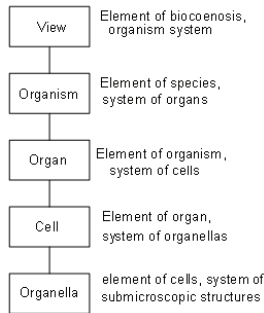 View
Element of biocoenosis,
organism system
Organism
Element of species,
system of organs
Organ
Element of organism,
system of cells
Cell
Element of organ,
system of organellas
Organella
element of cells, system of
submicroscopic structures